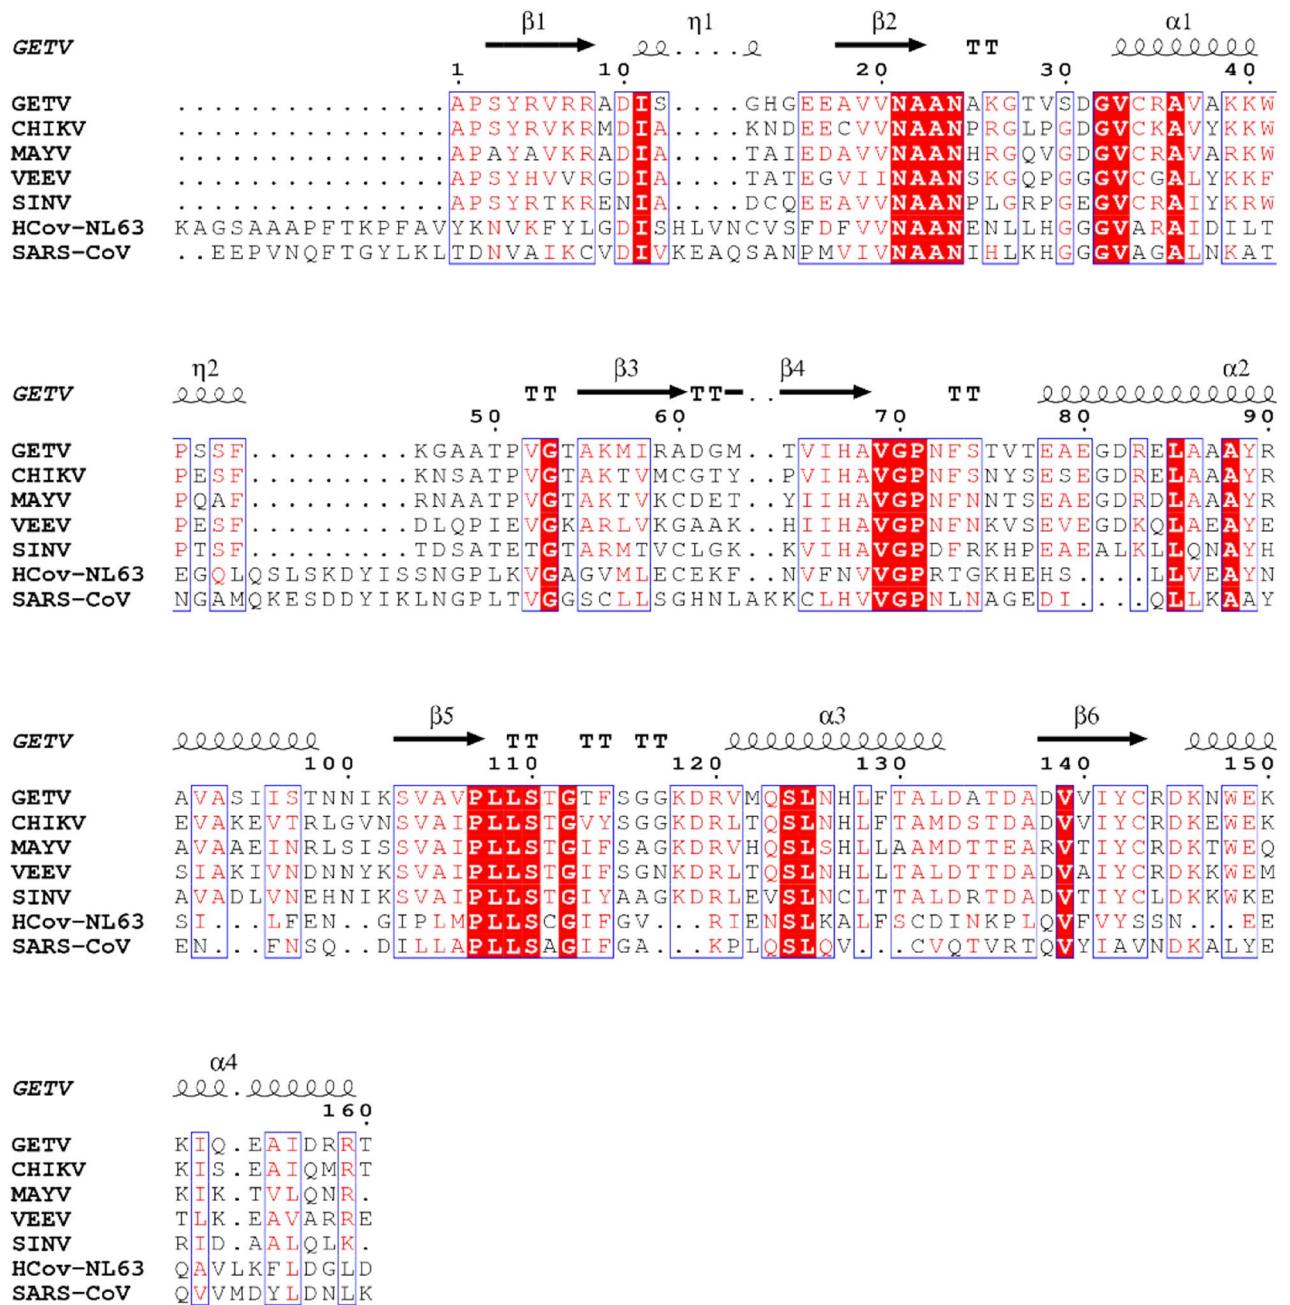 β1 η1 β2 α1
GETV TT
1 10 20 30 40
GETV ................APSYRVRRADIS....GHGEEAVVNAANAKGTVSDGVCRAVAKKW
CHIKV ................APSYRVKRMDIA....KNDEECVVNAANPRGLPGDGVCKAVYKKW
MAYV ................APAYAVKRADIA....TAIEDAVVNAANHRGQVGDGVCRAVARKW
VEEV ................APSYHVVRGDIA....TATEGVIINAANSKGQPGGGVCGALYKKF
SINV ................APSYRTKRENIA....DCQEEAVVNAANPLGRPGEGVCRAIYKRW
HCov-NL63 KAGSAAAPFTKPFAVYKNVKFYLGDISHLVNCVSFDFVVNAANENLLHGGGVARAIDILT
SARS-CoV ..EEPVNQFTGYLKLTDNVAIKCVDIVKEAQSANPMVIVNAANIHLKHGGGVAGALNKAT
η2 β3 β4 α2
GETV TT TT .. TT
50 60 70 80 90
GETV PSSF.........KGAATPVGTAKMIRADGM..TVIHAVGPNFSTVTEAEGDRELAAAYR
CHIKV PESF.........KNSATPVGTAKTVMCGTY..PVIHAVGPNFSNYSESEGDRELAAAYR
MAYV PQAF.........RNAATPVGTAKTVKCDET..YIIHAVGPNFNNTSEAEGDRDLAAAYR
VEEV PESF.........DLQPIEVGKARLVKGAAK..HIIHAVGPNFNKVSEVEGDKQLAEAYE
SINV PTSF.........TDSATETGTARMTVCLGK..KVIHAVGPDFRKHPEAEALKLLQNAYH
HCov-NL63 EGQLQSLSKDYISSNGPLKVGAGVMLECEKF..NVFNVVGPRTGKHEHS....LLVEAYN
SARS-CoV NGAMQKESDDYIKLNGPLTVGGSCLLSGHNLAKKCLHVVGPNLNAGEDI....QLLKAAY
β5 α3 β6
GETV TT TT TT
100 110 120 130 140 150
GETV AVASIISTNNIKSVAVPLLSTGTFSGGKDRVMQSLNHLFTALDATDADVVIYCRDKNWEK
CHIKV EVAKEVTRLGVNSVAIPLLSTGVYSGGKDRLTQSLNHLFTAMDSTDADVVIYCRDKEWEK
MAYV AVAAEINRLSISSVAIPLLSTGIFSAGKDRVHQSLSHLLAAMDTTEARVTIYCRDKTWEQ
VEEV SIAKIVNDNNYKSVAIPLLSTGIFSGNKDRLTQSLNHLLTALDTTDADVAIYCRDKKWEM
SINV AVADLVNEHNIKSVAIPLLSTGIYAAGKDRLEVSLNCLTTALDRTDADVTIYCLDKKWKE
HCov-NL63 SI...LFEN..GIPLMPLLSCGIFGV...RIENSLKALFSCDINKPLQVFVYSSN...EE
SARS-CoV EN...FNSQ..DILLAPLLSAGIFGA...KPLQSLQV..CVQTVRTQVYIAVNDKALYE
α4
GETV
160
GETV KIQ.EAIDRRT
CHIKV KIS.EAIQMRT
MAYV KIK.TVLQNR.
VEEV TLK.EAVARRE
SINV RID.AALQLK.
HCov-NL63 QAVLKFLDGLD
SARS-CoV QVVMDYLDNLK